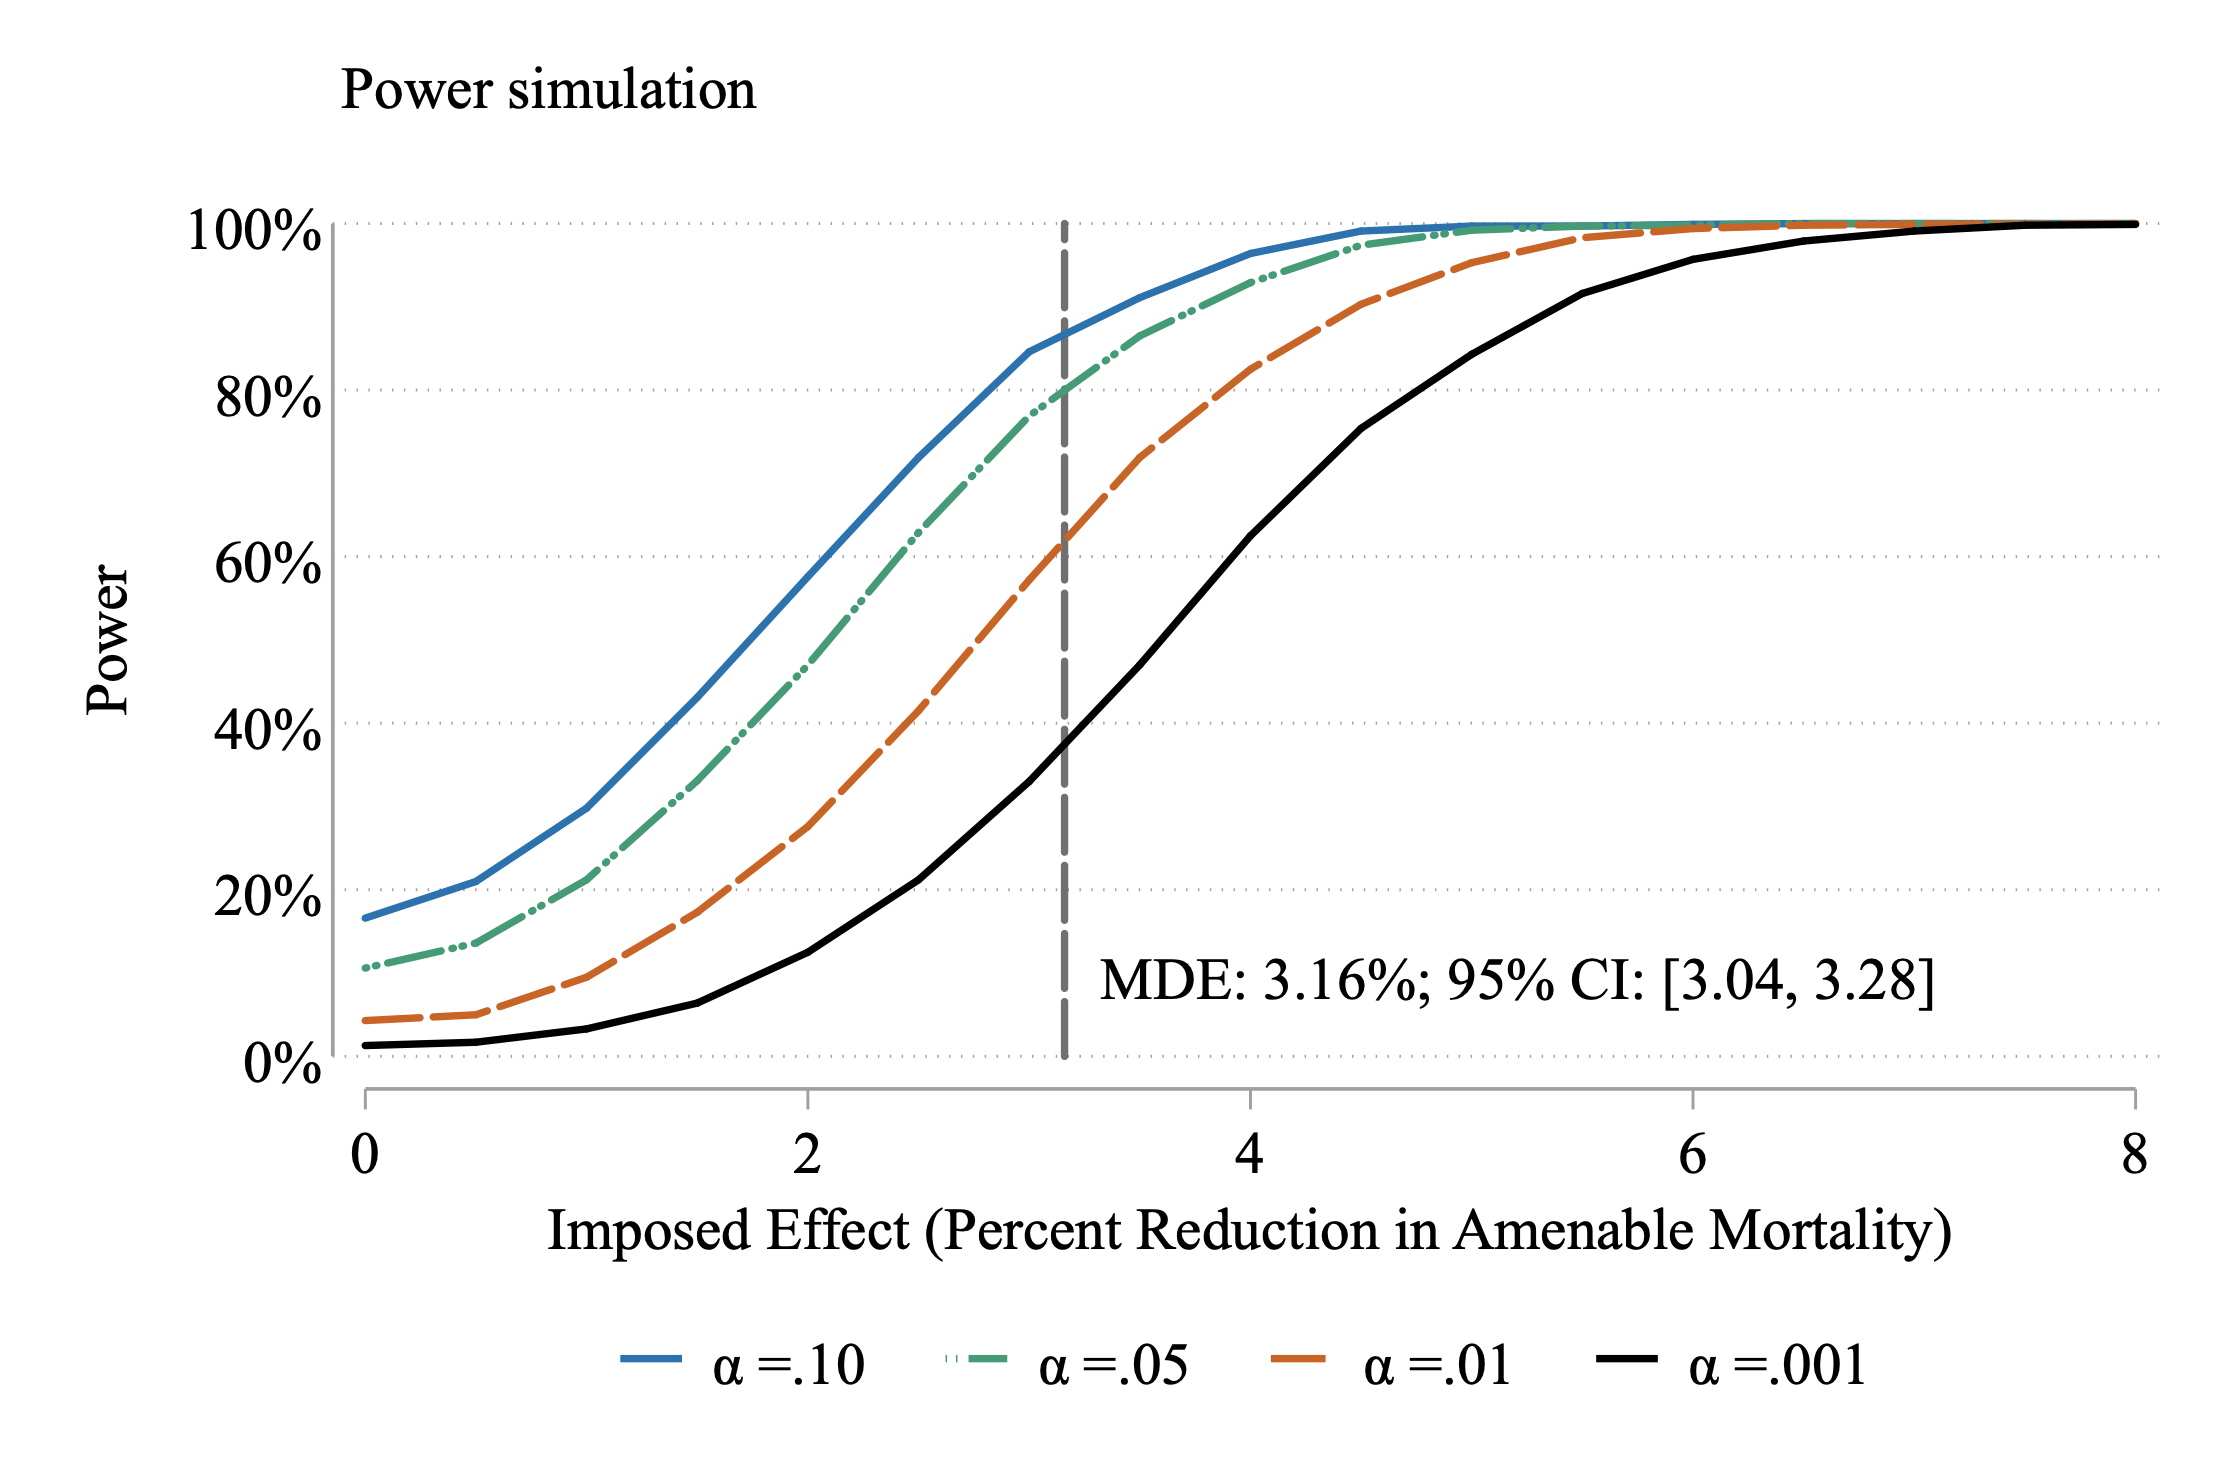 Power simulation
100%
80%
60%
40%
20%
0%
Power
MDE: 3.16%; 95% CI: [3.04, 3.28]
0 2 4 6 8
Imposed Effect (Percent Reduction in Amenable Mortality)
α =.10 α =.05 α =.01 α =.001